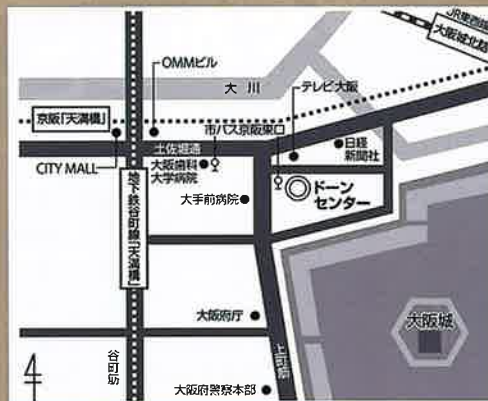 JR東西線
大阪城北詰
OMMビル
大川
テレビ大阪
京阪「天満橋」
市バス京阪東口
日経
新聞社
土佐堀通
CITY MALL
大阪歯科
大学病院
地下鉄谷町線「天満橋」
大手前病院
ドーン
センター
大阪府庁
大阪城
谷町筋
上町筋
大阪府警察本部